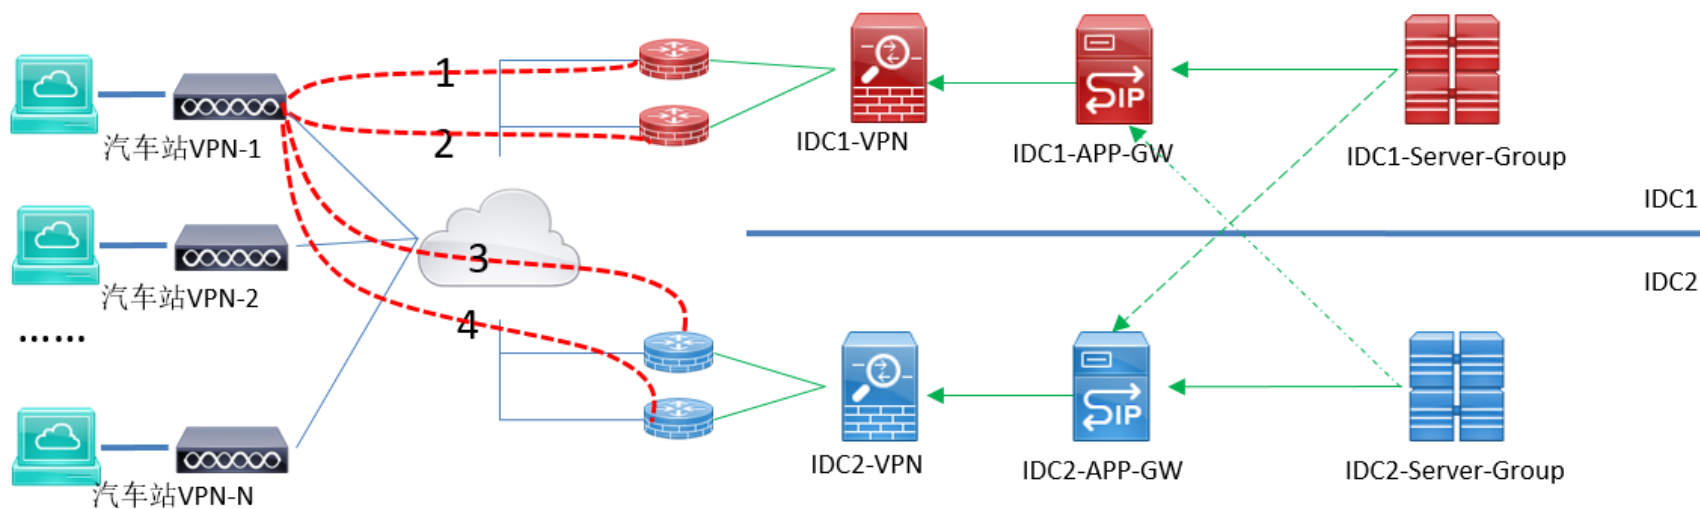 1
2
3
4
汽车站VPN-1
汽车站VPN-2
......
汽车站VPN-N
IDC1-VPN
SIP
IDC1-APP-GW
IDC1-Server-Group
IDC1
IDC2
IDC2-VPN
SIP
IDC2-APP-GW
IDC2-Server-Group